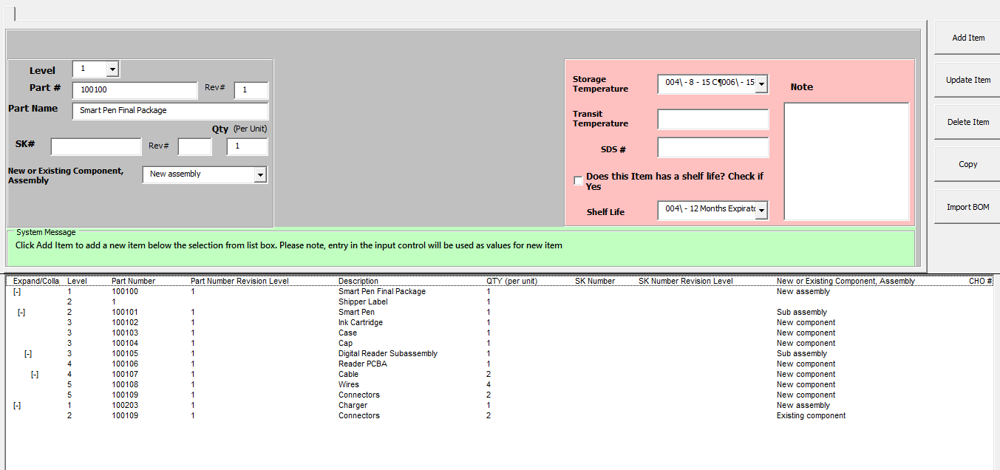 Add Item
Level 1
Storage Temperature 004\ - 8 - 15 C¶006\ - 15
Note
Update Item
Part # 100100 Rev# 1
Part Name Smart Pen Final Package
Transit Temperature
Delete Item
Qty (Per Unit)
SK# Rev# 1
SDS #
Copy
New or Existing Component, Assembly New assembly
Does this Item has a shelf life? Check if Yes
Shelf Life 004\ - 12 Months Expirat
Import BOM
System Message
Click Add Item to add a new item below the selection from list box. Please note, entry in the input control will be used as values for new item
Expand/Colla Level Part Number Part Number Revision Level Description QTY (per unit) SK Number SK Number Revision Level New or Existing Component, Assembly CHO #
[-] 1 100100 1 Smart Pen Final Package 1 New assembly
2 1 Shipper Label 1
[-] 2 100101 1 Smart Pen 1 Sub assembly
3 100102 1 Ink Cartridge 1 New component
3 100103 1 Case 1 New component
3 100104 1 Cap 1 New component
[-] 3 100105 1 Digital Reader Subassembly 1 Sub assembly
4 100106 1 Reader PCBA 1 New component
[-] 4 100107 1 Cable 2 New component
5 100108 1 Wires 4 New component
5 100109 1 Connectors 2 New component
[-] 1 100203 1 Charger 1 New assembly
2 100109 1 Connectors 2 Existing component